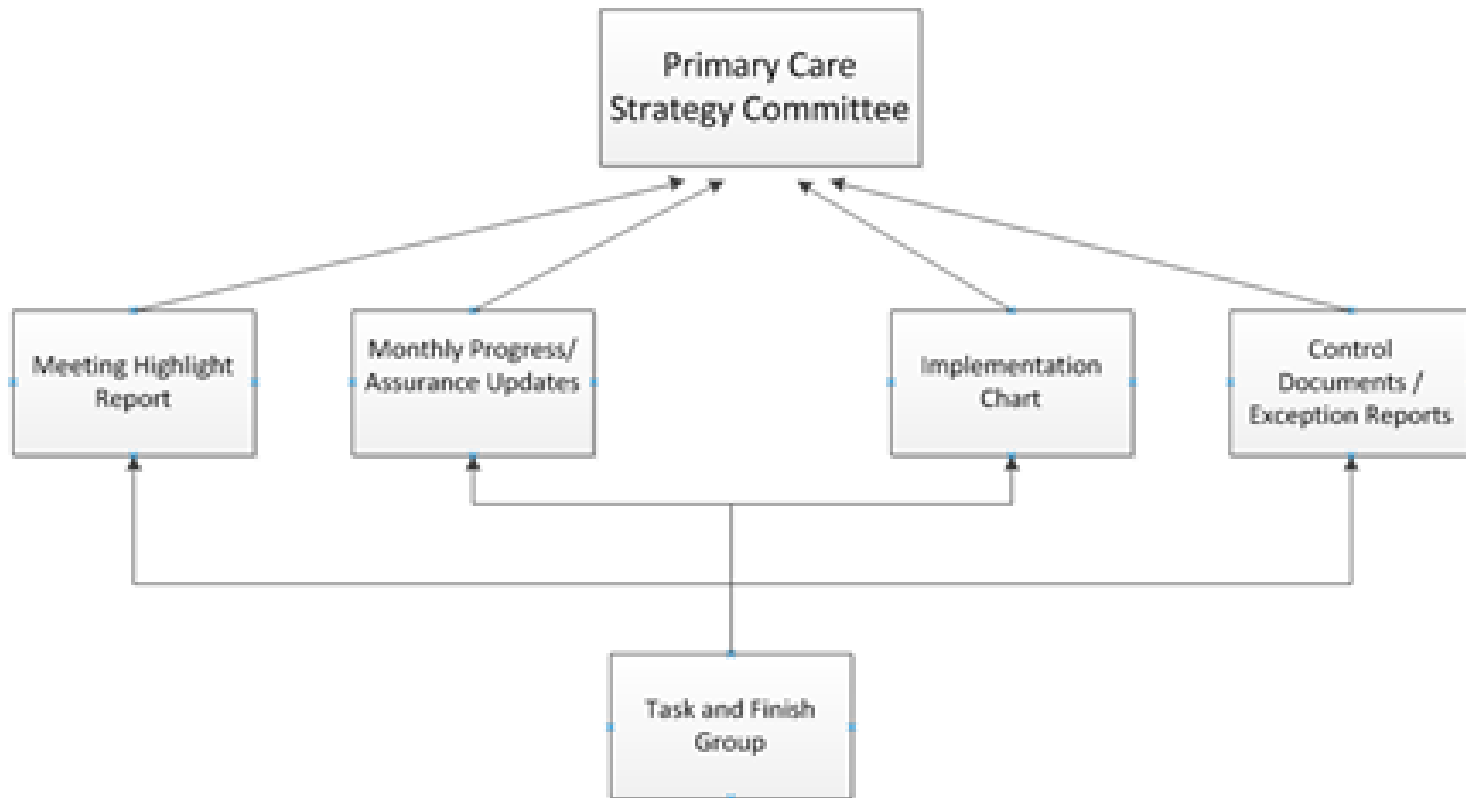 Primary Care
Strategy Committee
Meeting Highlight
Report
Monthly Progress/
Assurance Updates
Implementation
Chart
Control
Documents /
Exception Reports
Task and Finish
Group